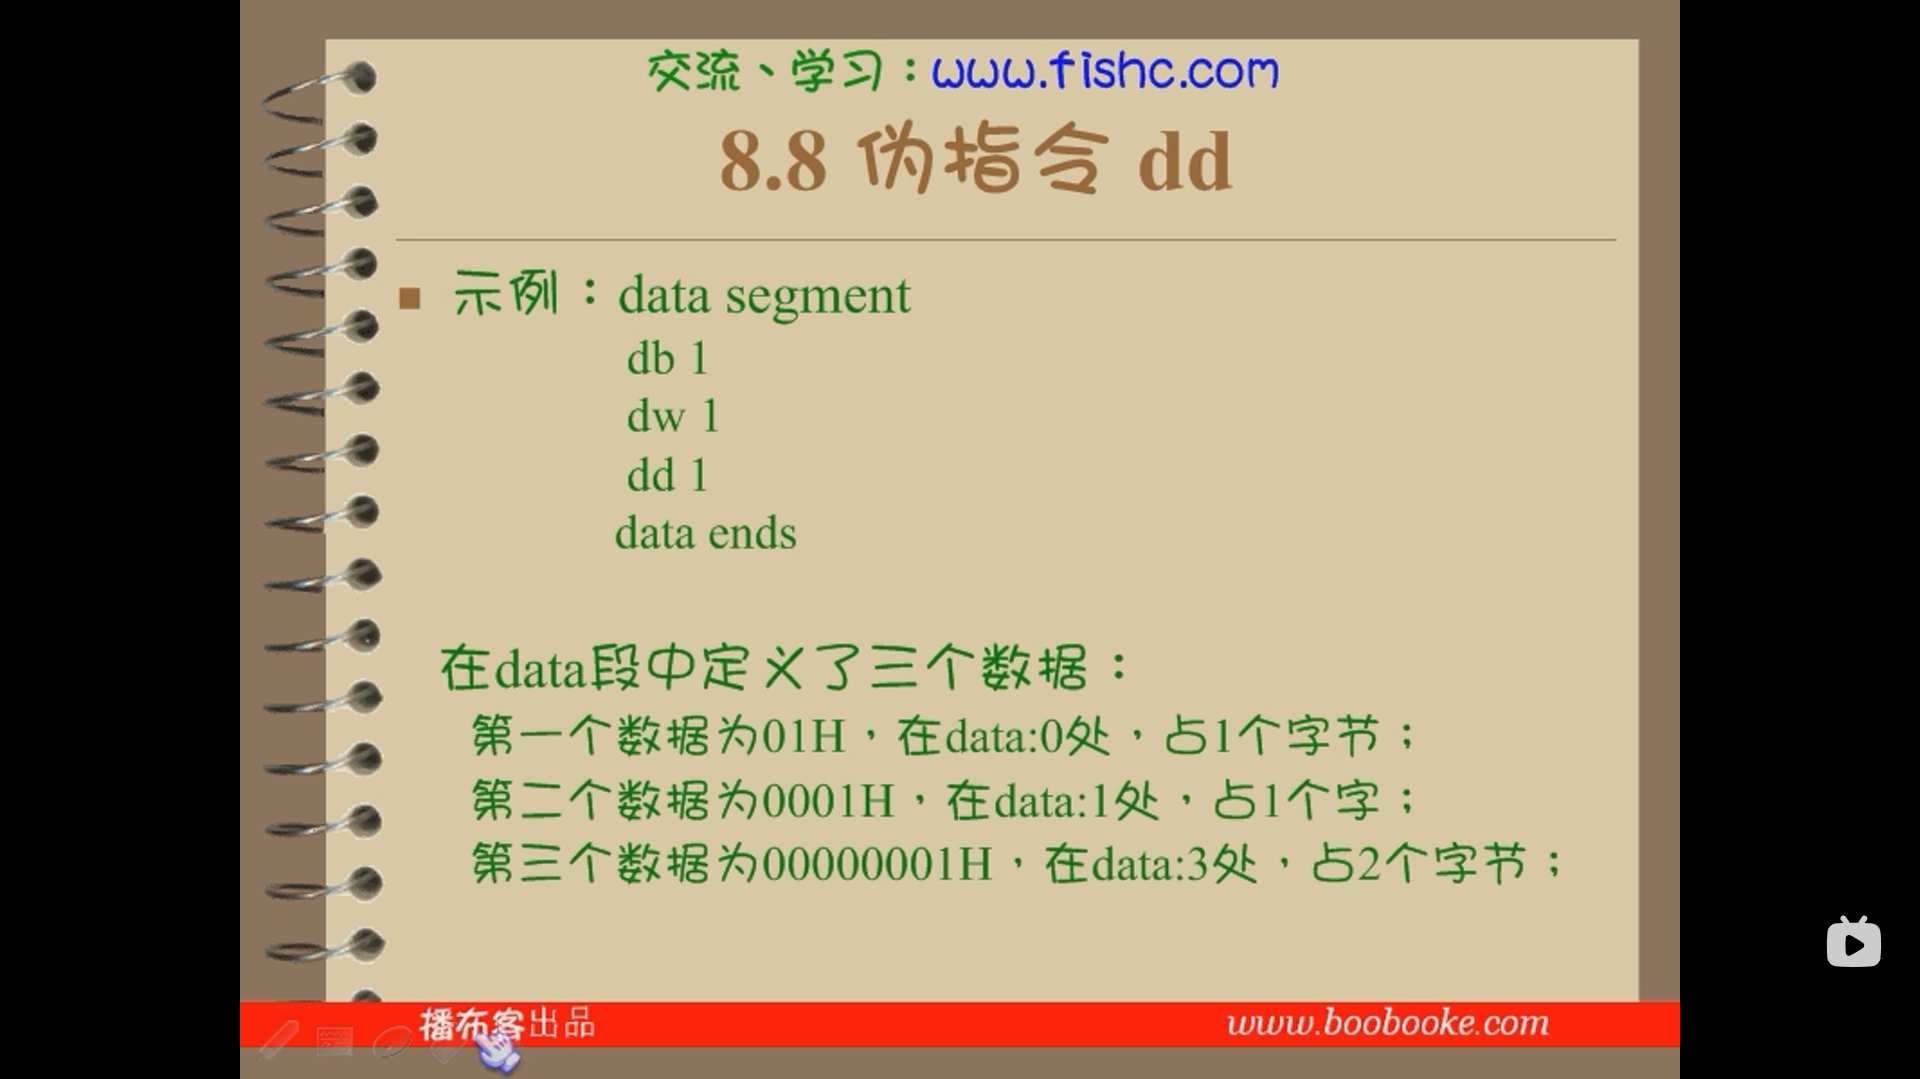 交流、学习：www.fishc.com
8.8 伪指令 dd
示例：data segment
db 1
dw 1
dd 1
data ends
在data段中定义了三个数据：
第一个数据为01H，在data:0处，占1个字节；
第二个数据为0001H，在data:1处，占1个字；
第三个数据为00000001H，在data:3处，占2个字节；
播布客出品
www.boobooke.com